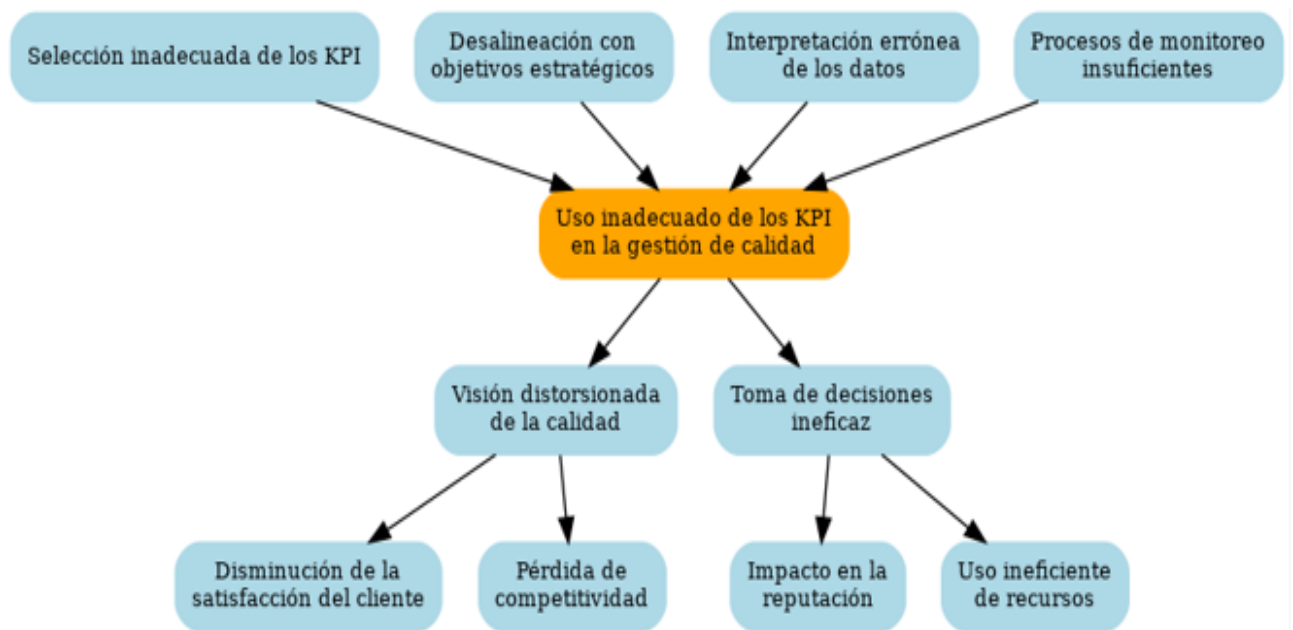 Selección inadecuada de los KPI
Desalineación con
objetivos estratégicos
Interpretación errónea
de los datos
Procesos de monitoreo
insuficientes
Uso inadecuado de los KPI
en la gestión de calidad
Visión distorsionada
de la calidad
Toma de decisiones
ineficaz
Disminución de la
satisfacción del cliente
Pérdida de
competitividad
Impacto en la
reputación
Uso ineficiente
de recursos